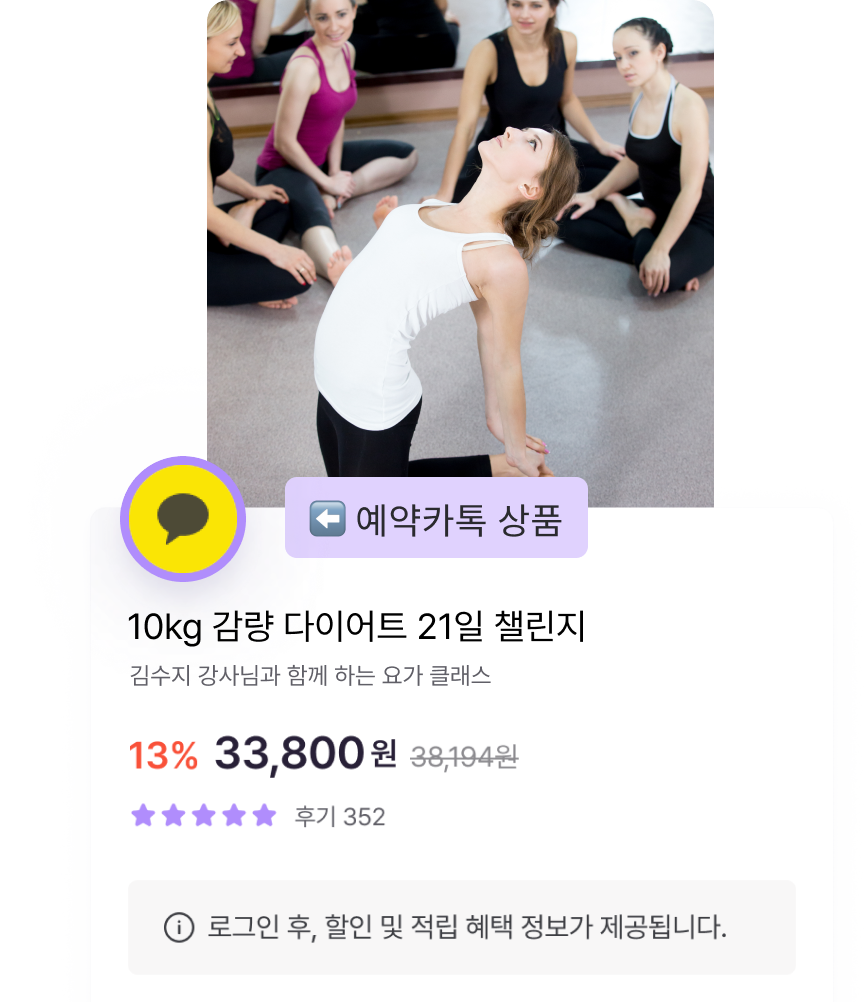 ⬅️ 예약카톡 상품
10kg 감량 다이어트 21일 챌린지
김수지 강사님과 함께 하는 요가 클래스
13% 33,800원 38,194원
후기 352
로그인 후, 할인 및 적립 혜택 정보가 제공됩니다.